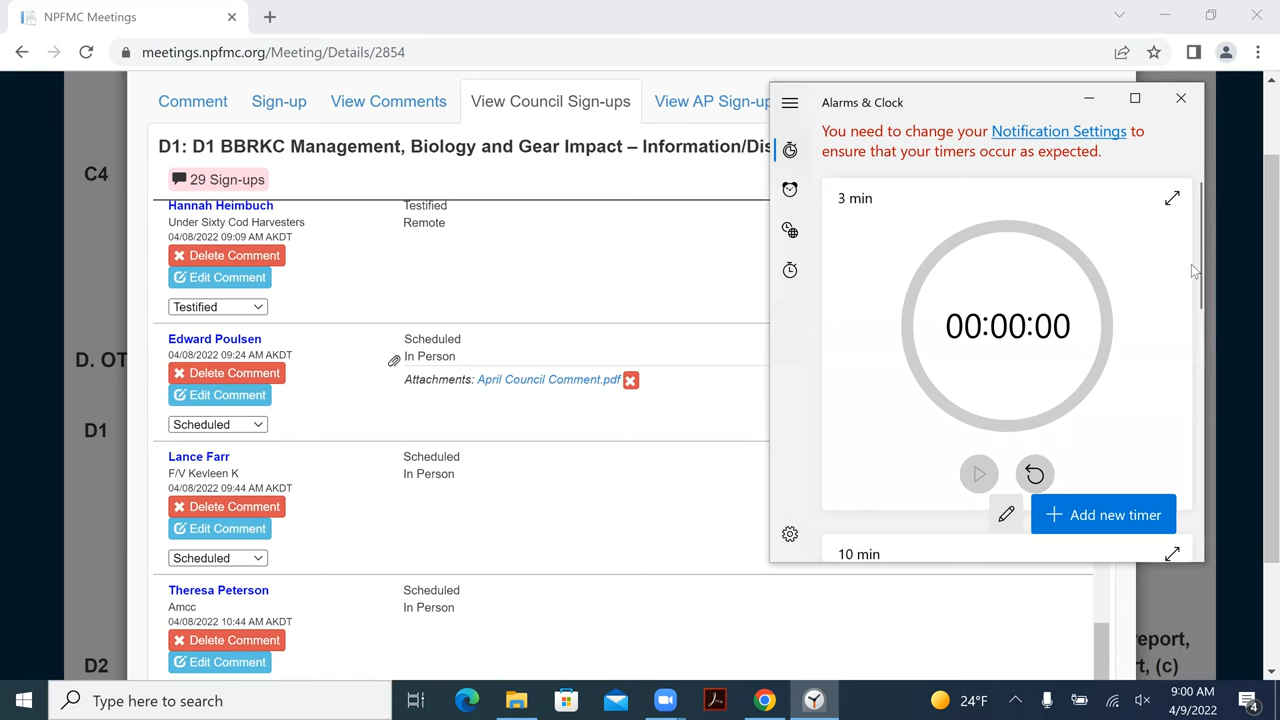 NPFMC Meetings
meetings.npfmc.org/Meeting/Details/2854
Comment
Sign-up
View Comments
View Council Sign-ups
View AP Sign-up
D1: D1 BBRKC Management, Biology and Gear Impact – Information/Dis
29 Sign-ups
C4
D. OT
D1
D2
Hannah Heimbuch
Under Sixty Cod Harvesters
04/08/2022 09:09 AM AKDT
Delete Comment
Edit Comment
Testified
Testified
Remote
Edward Poulsen
04/08/2022 09:24 AM AKDT
Delete Comment
Edit Comment
Scheduled
Scheduled
In Person
Attachments: April Council Comment.pdf
Lance Farr
F/V Kevleen K
04/08/2022 09:44 AM AKDT
Delete Comment
Edit Comment
Scheduled
Scheduled
In Person
Theresa Peterson
Amcc
04/08/2022 10:44 AM AKDT
Delete Comment
Edit Comment
Scheduled
In Person
eport,
t, (c)
Alarms & Clock
You need to change your Notification Settings to
ensure that your timers occur as expected.
3 min
00:00:00
Add new timer
10 min
Type here to search
24°F
9:00 AM
4/9/2022
4